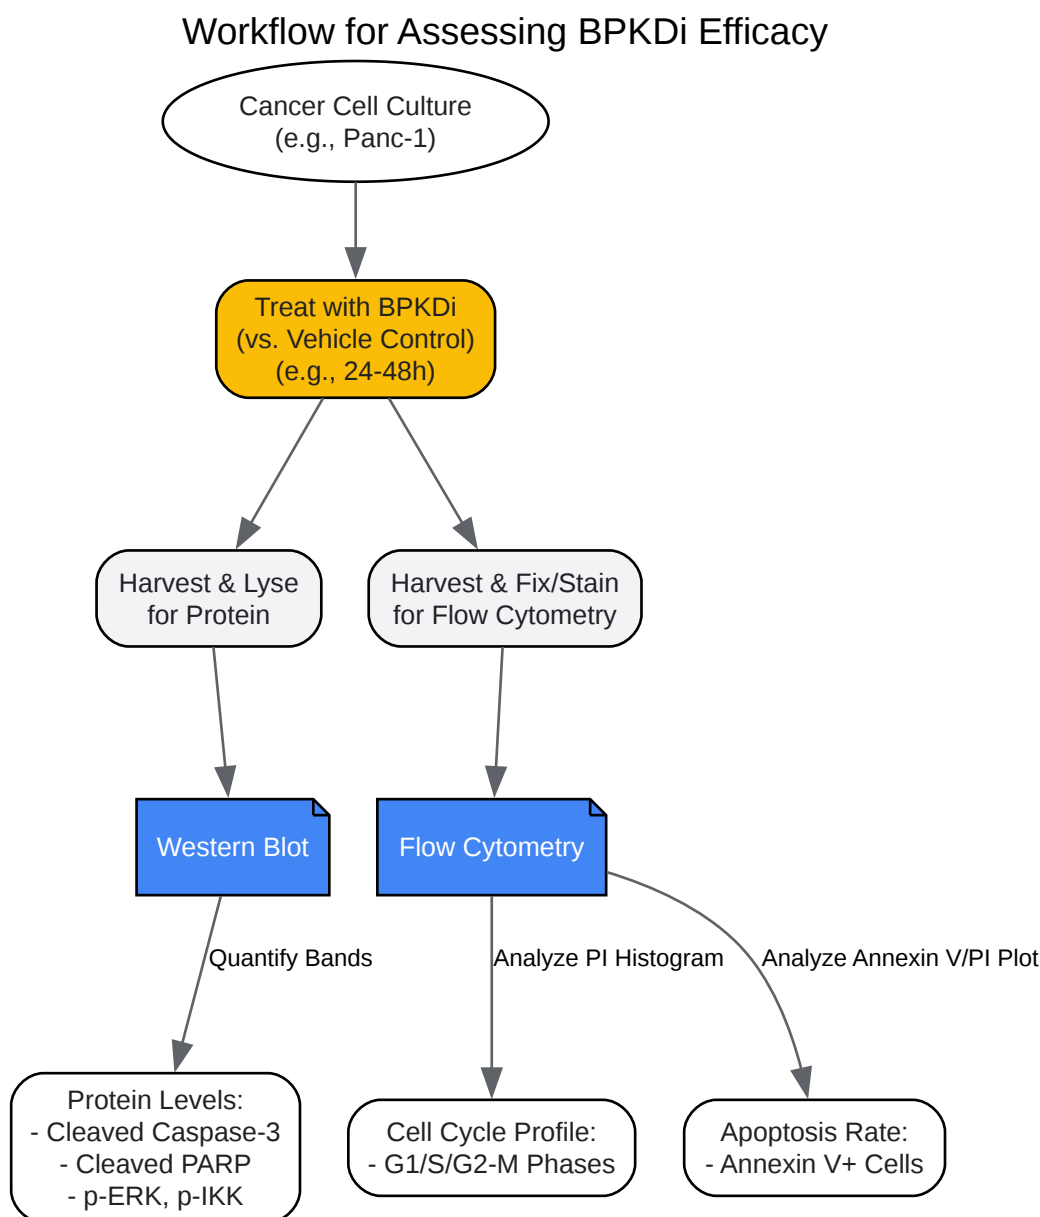 Workflow for Assessing BPKDi Efficacy
Cancer Cell Culture
(e.g., Panc-1)
Treat with BPKDi
(vs. Vehicle Control)
(e.g., 24-48h)
Harvest & Lyse
for Protein
Harvest & Fix/Stain
for Flow Cytometry
Western Blot
Flow Cytometry
Quantify Bands
Analyze PI Histogram
Analyze Annexin V/PI Plot
Protein Levels:
- Cleaved Caspase-3
- Cleaved PARP
- p-ERK, p-IKK
Cell Cycle Profile:
- G1/S/G2-M Phases
Apoptosis Rate:
- Annexin V+ Cells